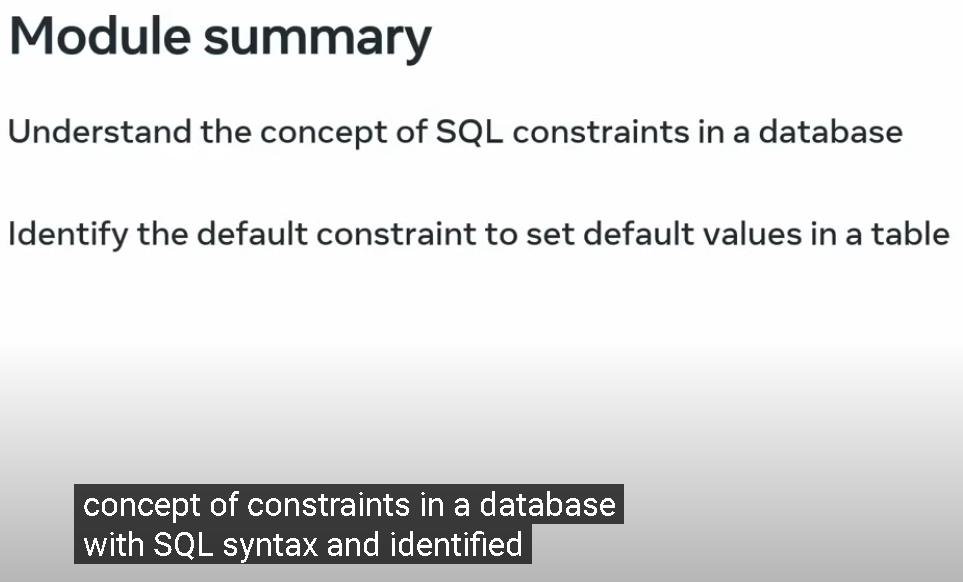 Module summary
Understand the concept of SQL constraints in a database
Identify the default constraint to set default values in a table
concept of constraints in a database
with SQL syntax and identified